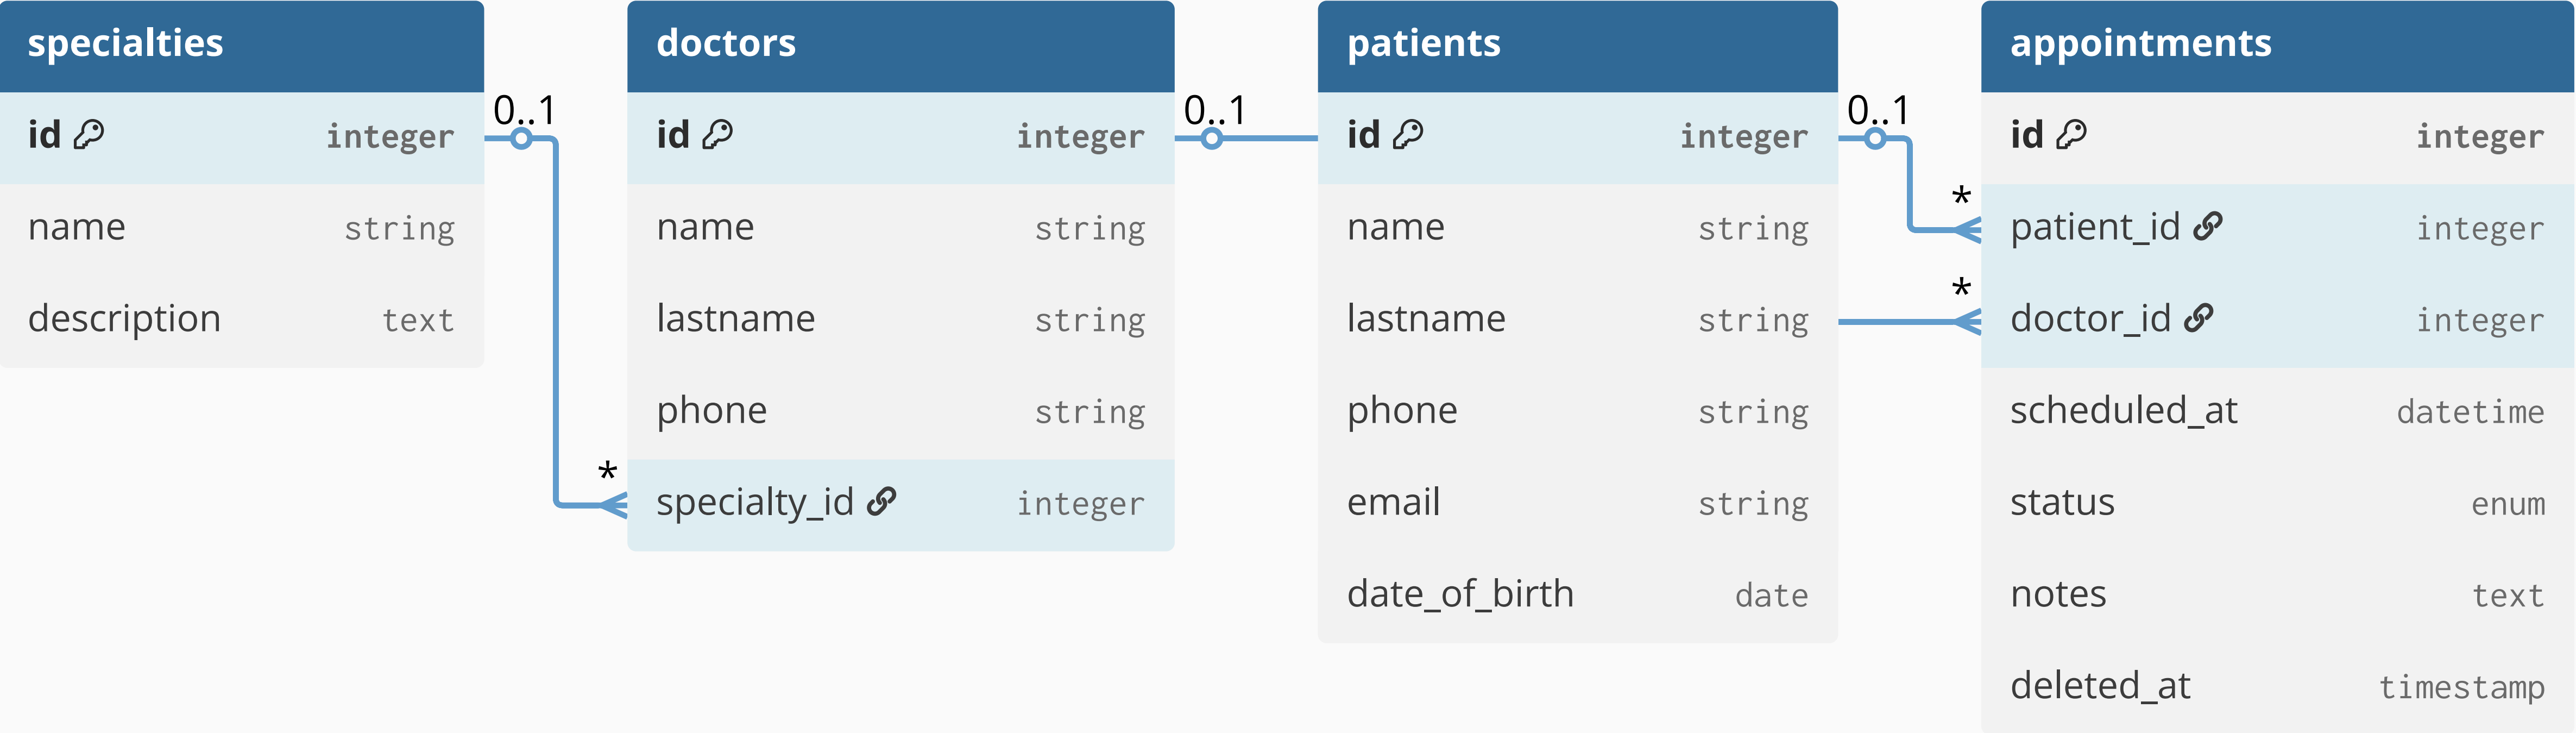 specialties
id integer
name string
description text
0..1
*
doctors
id integer
name string
lastname string
phone string
specialty_id integer
0..1
patients
id integer
name string
lastname string
phone string
email string
date_of_birth date
0..1
*
*
appointments
id integer
patient_id integer
doctor_id integer
scheduled_at datetime
status enum
notes text
deleted_at timestamp